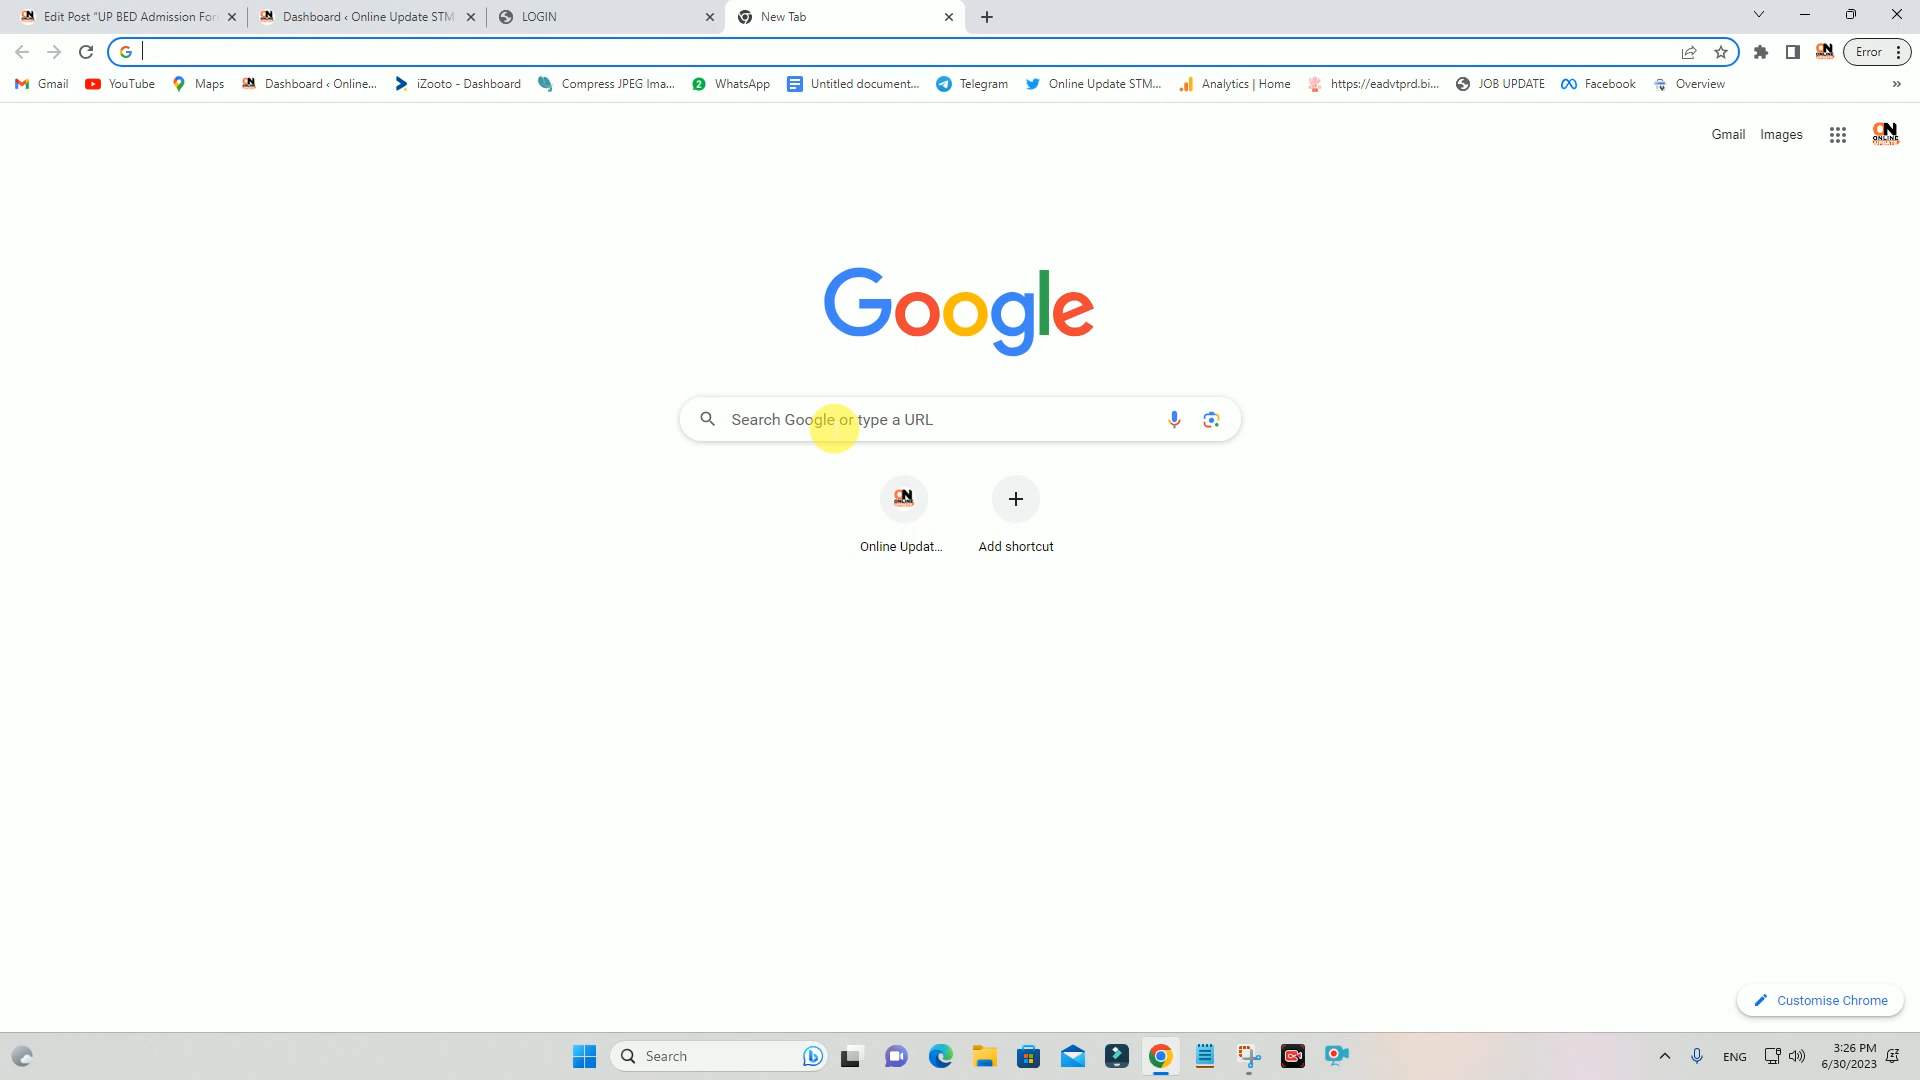 Edit Post “UP BED Admission For
Dashboard ‹ Online Update STM
LOGIN
New Tab
Error
Gmail
YouTube
Maps
Dashboard ‹ Online...
iZooto - Dashboard
Compress JPEG Ima...
WhatsApp
Untitled document...
Telegram
Online Update STM...
Analytics | Home
https://eadvtprd.bi...
JOB UPDATE
Facebook
Overview
»
Gmail
Images
ON
ONLINE
UPDATE
Google
Search Google or type a URL
Online Updat...
Add shortcut
Customise Chrome
Search
ENG
3:26 PM
6/30/2023